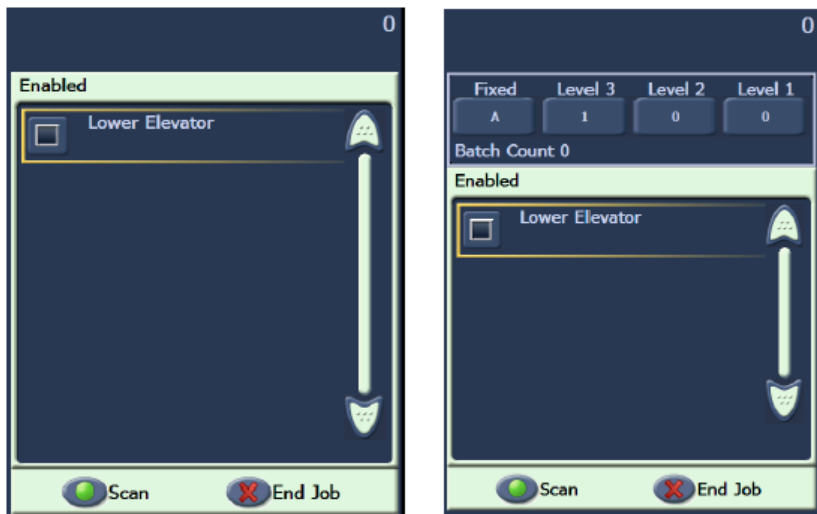 0
Enabled
Lower Elevator
Scan End Job
0
Fixed Level 3 Level 2 Level 1
A 1 0 0
Batch Count 0
Enabled
Lower Elevator
Scan End Job